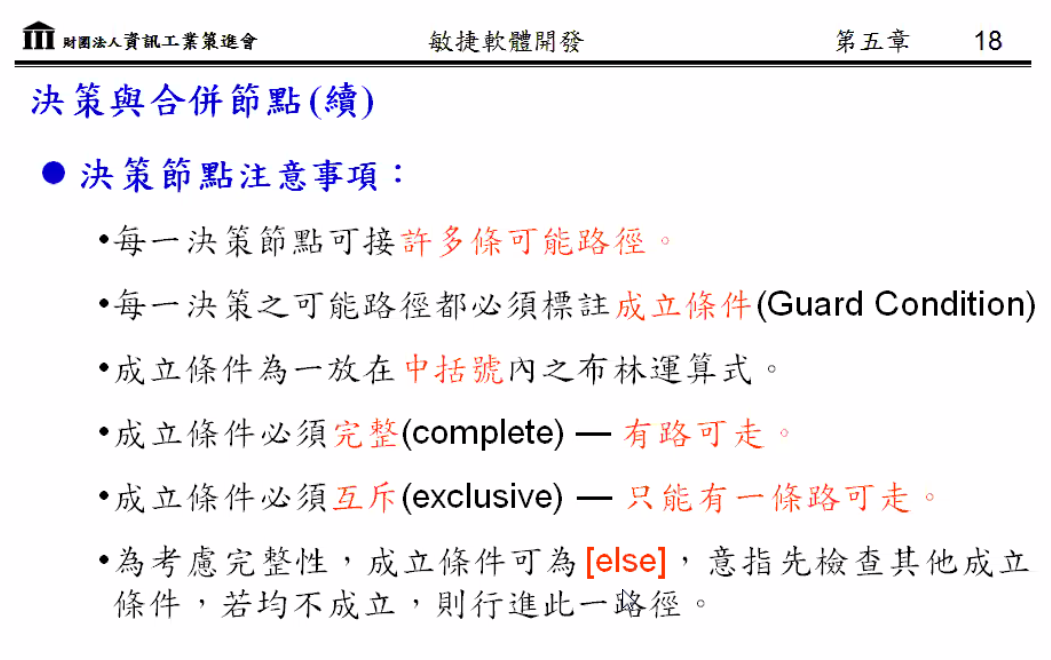 財團法人資訊工業策進會 敏捷軟體開發 第五章 18
決策與合併節點(續)
● 決策節點注意事項：
•每一決策節點可接許多條可能路徑。
•每一決策之可能路徑都必須標註成立條件(Guard Condition)
•成立條件為一放在中括號內之布林運算式。
•成立條件必須完整(complete) — 有路可走。
•成立條件必須互斥(exclusive) — 只能有一條路可走。
•為考慮完整性，成立條件可為[else]，意指先檢查其他成立
條件，若均不成立，則行進此一路徑。